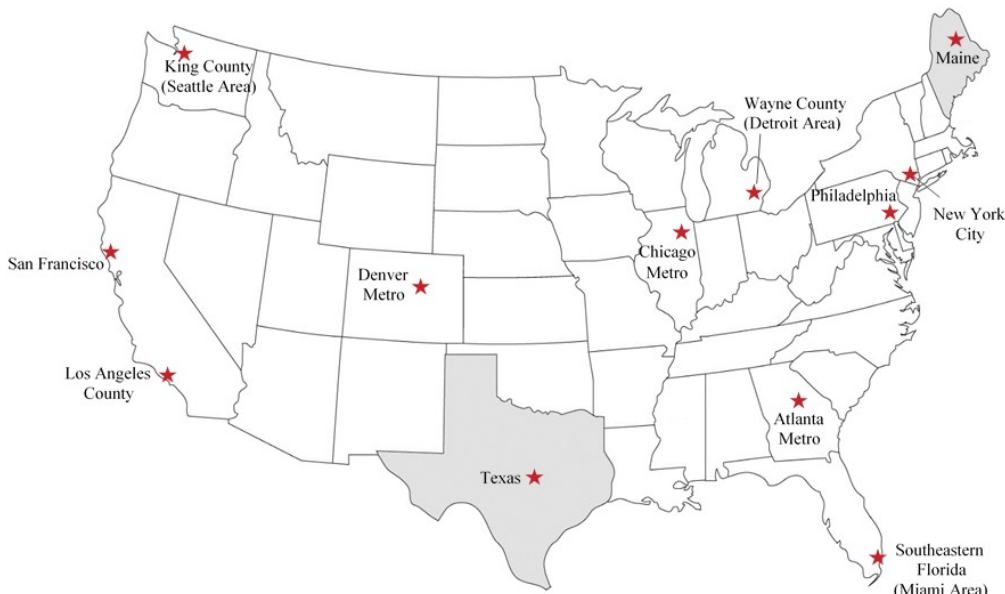 King County
(Seattle Area)
Maine
Wayne County
(Detroit Area)
Philadelphia
New York
City
San Francisco
Denver
Metro
Chicago
Metro
Los Angeles
County
Atlanta
Metro
Texas
Southeastern
Florida
(Miami Area)